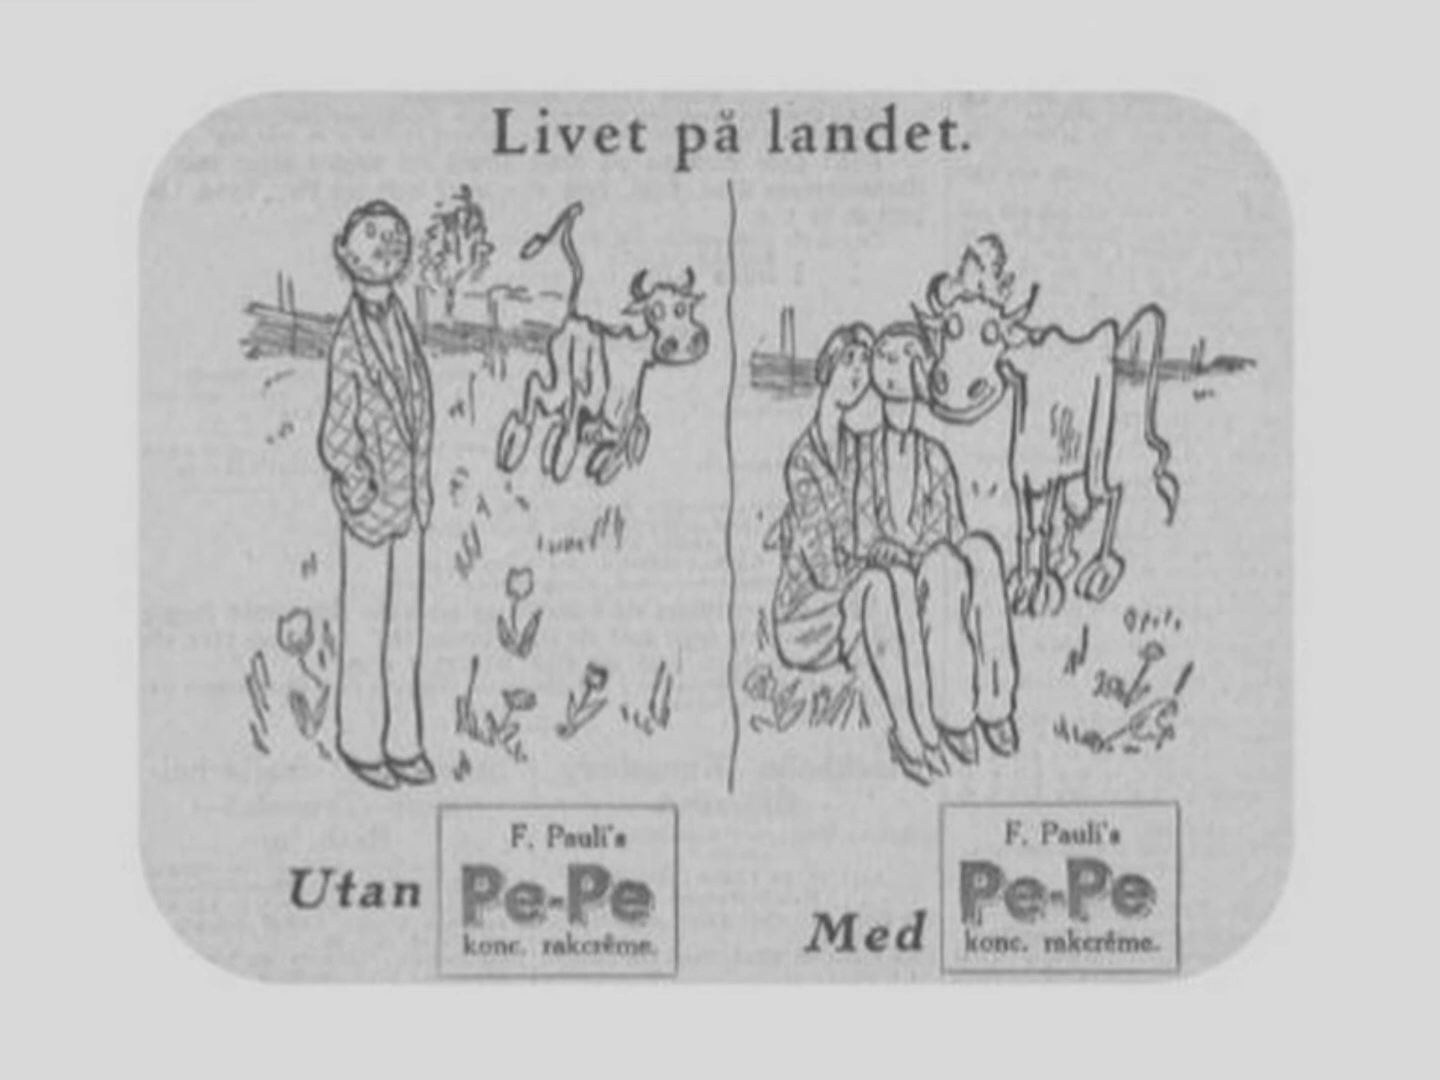 Livet på landet.
Utan
F. Pauli's
Pe-Pe
konc. rakcrême.
Med
F. Pauli's
Pe-Pe
konc. rakcrême.